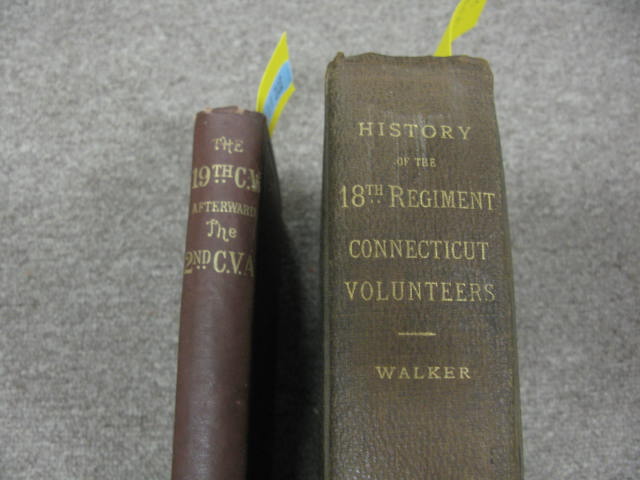 THE
19TH C.V.
AFTERWARD
The
2ND C.V.A
HISTORY
OF THE
18TH REGIMENT
CONNECTICUT
VOLUNTEERS
WALKER